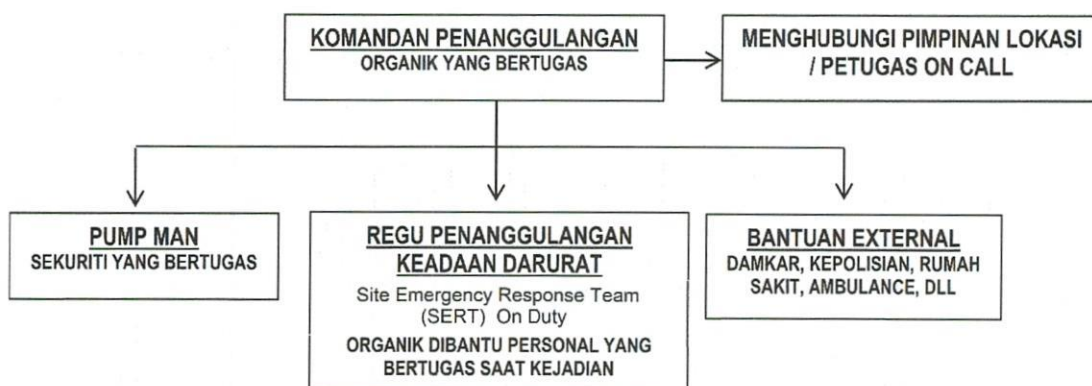 KOMANDAN PENANGGULANGAN
ORGANIK YANG BERTUGAS
MENGHUBUNGI PIMPINAN LOKASI
/ PETUGAS ON CALL
PUMP MAN
SEKURITI YANG BERTUGAS
REGU PENANGGULANGAN
KEADAAN DARURAT
Site Emergency Response Team
(SERT) On Duty
ORGANIK DIBANTU PERSONAL YANG
BERTUGAS SAAT KEJADIAN
BANTUAN EXTERNAL
DAMKAR, KEPOLISIAN, RUMAH
SAKIT, AMBULANCE, DLL